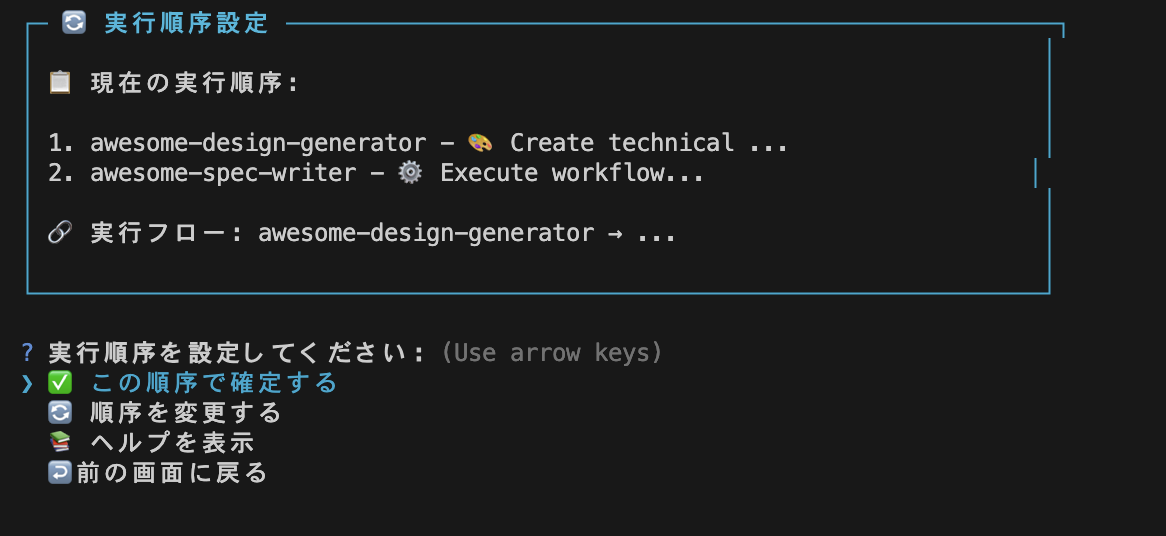 🔄 実行順序設定
📋 現在の実行順序:
1. awesome-design-generator - 🎨 Create technical ...
2. awesome-spec-writer - ⚙️ Execute workflow...
🔗 実行フロー: awesome-design-generator → ...
? 実行順序を設定してください: (Use arrow keys)
❯ ✅ この順序で確定する
🔄 順序を変更する
📚 ヘルプを表示
↩️前の画面に戻る